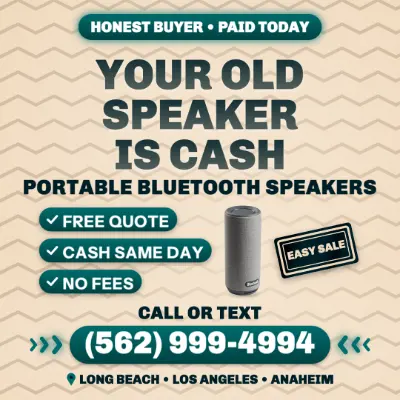 HONEST BUYER • PAID TODAY
YOUR OLD
SPEAKER
IS CASH
PORTABLE BLUETOOTH SPEAKERS
FREE QUOTE
CASH SAME DAY
NO FEES
EASY SALE
CALL OR TEXT
(562) 999-4994
LONG BEACH • LOS ANGELES • ANAHEIM